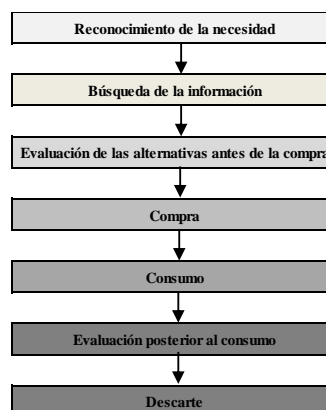 Reconocimiento de la necesidad
Búsqueda de la información
Evaluación de las alternativas antes de la compra
Compra
Consumo
Evaluación posterior al consumo
Descarte